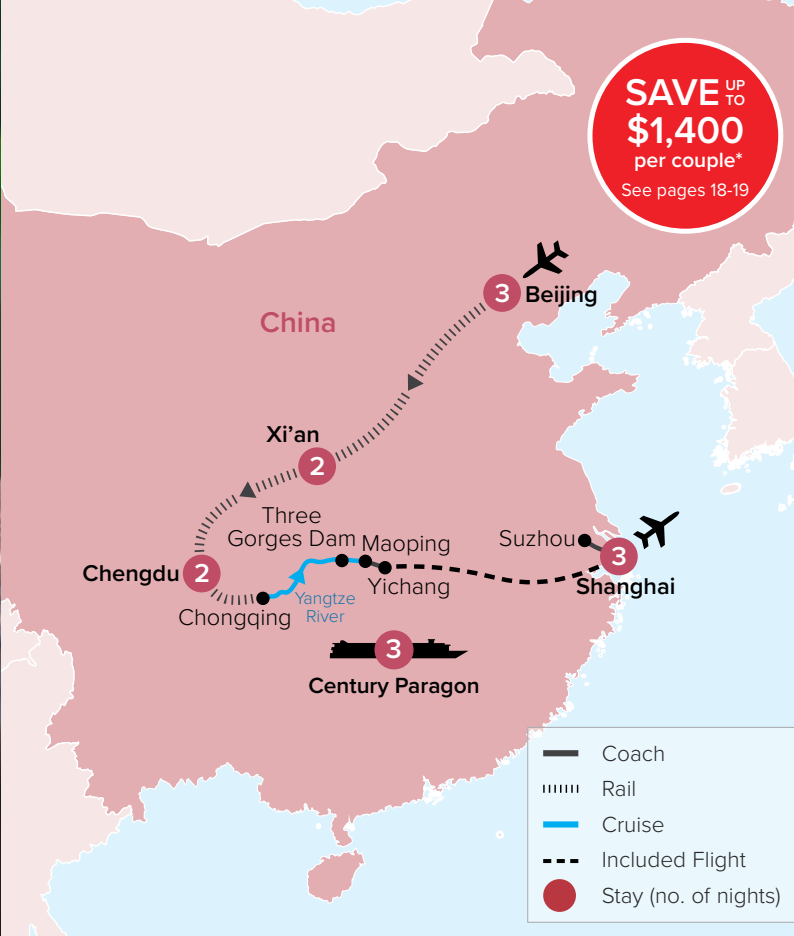 SAVE UP TO
$1,400
per couple*
See pages 18-19
3 Beijing
China
Xi’an
2
Three
Gorges Dam
Maoping
Suzhou
3
Chengdu 2
Yichang
Shanghai
Chongqing
Yangtze
River
3
Century Paragon
Coach
Rail
Cruise
Included Flight
Stay (no. of nights)